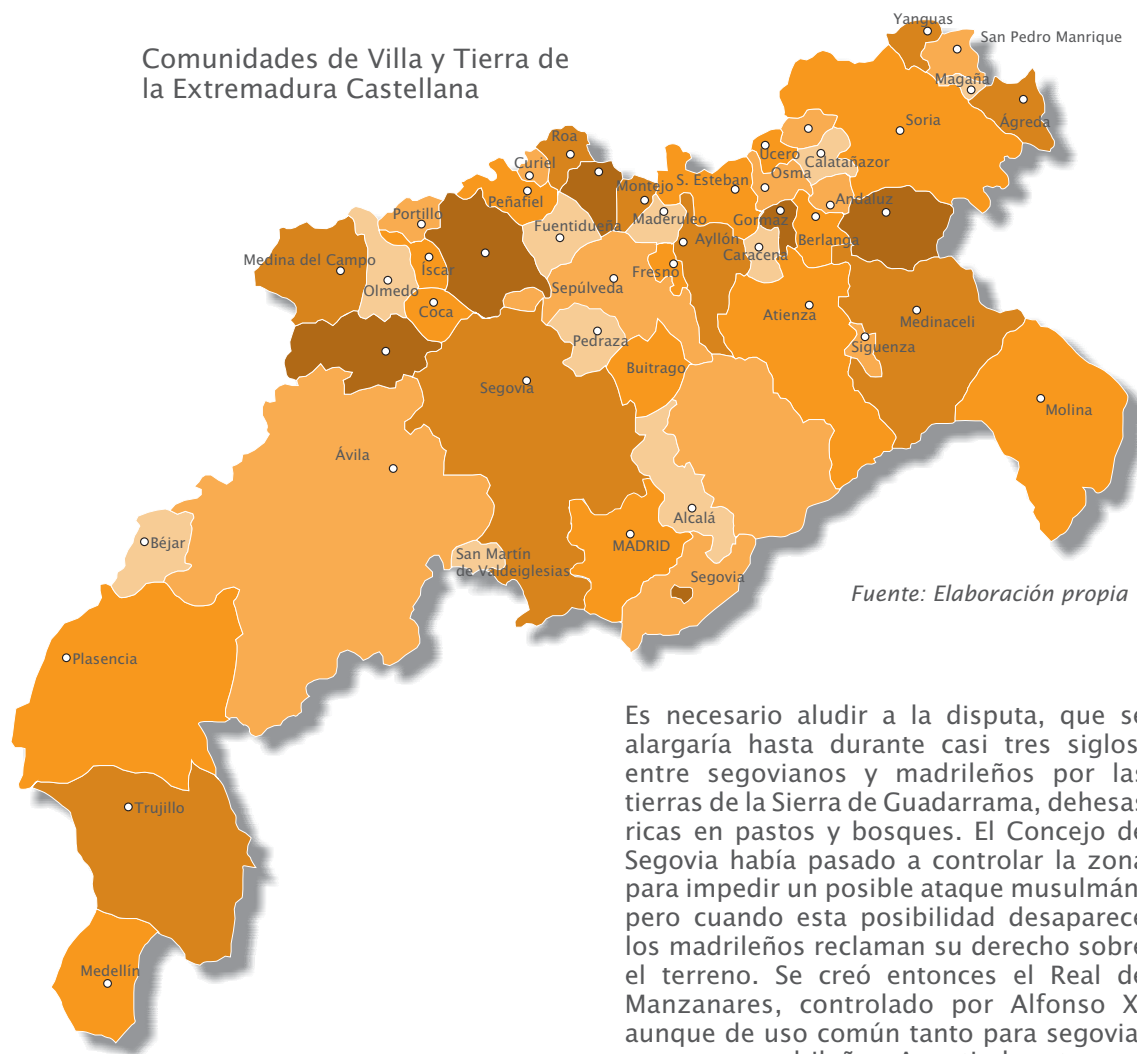 Comunidades de Villa y Tierra de
la Extremadura Castellana
Yanguas
San Pedro Manrique
Magaña
Ágreda
Soria
Roa
Curiel
Ucero
Calatañazor
Osma
Montejo
S. Esteban
Peñafiel
Andaluz
Portillo
Fuentidueña
Maderuleo
Gormaz
Berlanga
Ayllón
Caracena
Medina del Campo
Íscar
Fresno
Olmedo
Sepúlveda
Coca
Atienza
Medinaceli
Pedraza
Siguenza
Buitrago
Segovia
Molina
Ávila
Alcalá
Béjar
MADRID
San Martín
de Valdeiglesias
Segovia
Fuente: Elaboración propia
Plasencia
Trujillo
Medellín
Es necesario aludir a la disputa, que se
alargaría hasta durante casi tres siglos
entre segovianos y madrileños por las
tierras de la Sierra de Guadarrama, dehesas
ricas en pastos y bosques. El Concejo de
Segovia había pasado a controlar la zona
para impedir un posible ataque musulmán
pero cuando esta posibilidad desaparece
los madrileños reclaman su derecho sobre
el terreno. Se creó entonces el Real de
Manzanares, controlado por Alfonso X
aunque de uso común tanto para segovia